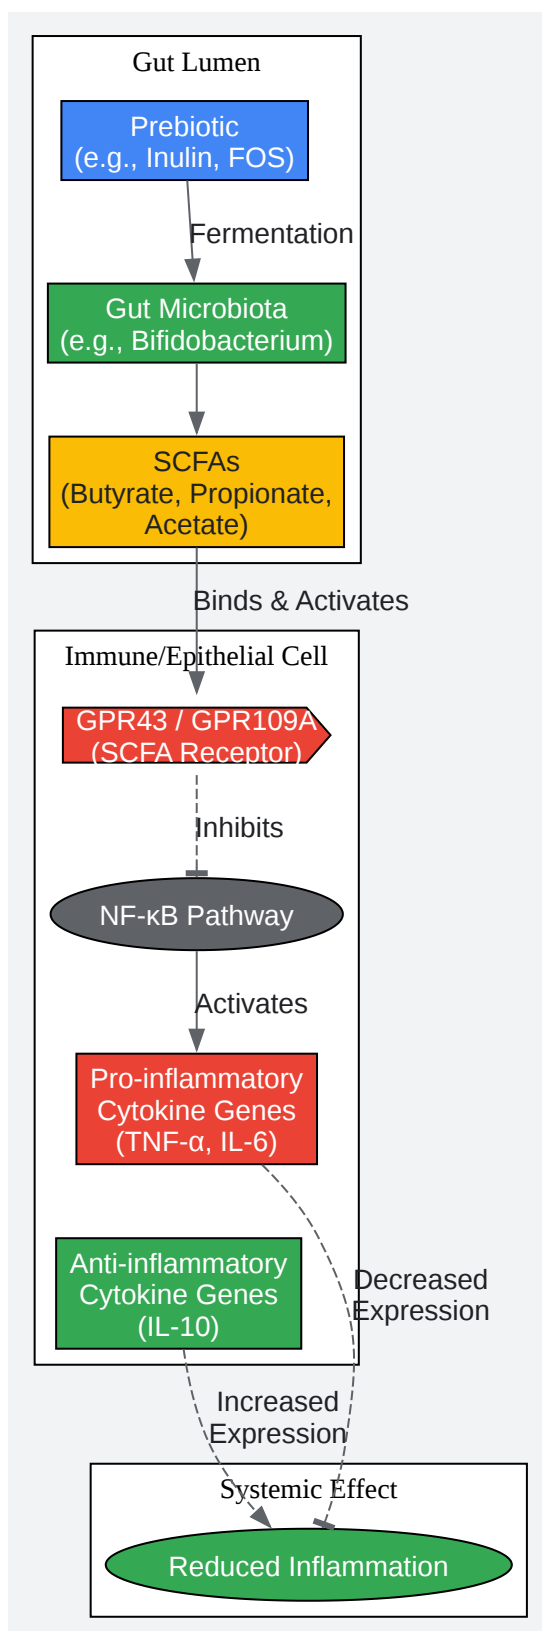 Gut Lumen
Prebiotic
(e.g., Inulin, FOS)
Fermentation
Gut Microbiota
(e.g., Bifidobacterium)
SCFAs
(Butyrate, Propionate,
Acetate)
Binds & Activates
Immune/Epithelial Cell
GPR43 / GPR109A
(SCFA Receptor)
Inhibits
NF-κB Pathway
Activates
Pro-inflammatory
Cytokine Genes
(TNF-α, IL-6)
Anti-inflammatory
Cytokine Genes
(IL-10)
Decreased
Expression
Increased
Expression
Systemic Effect
Reduced Inflammation